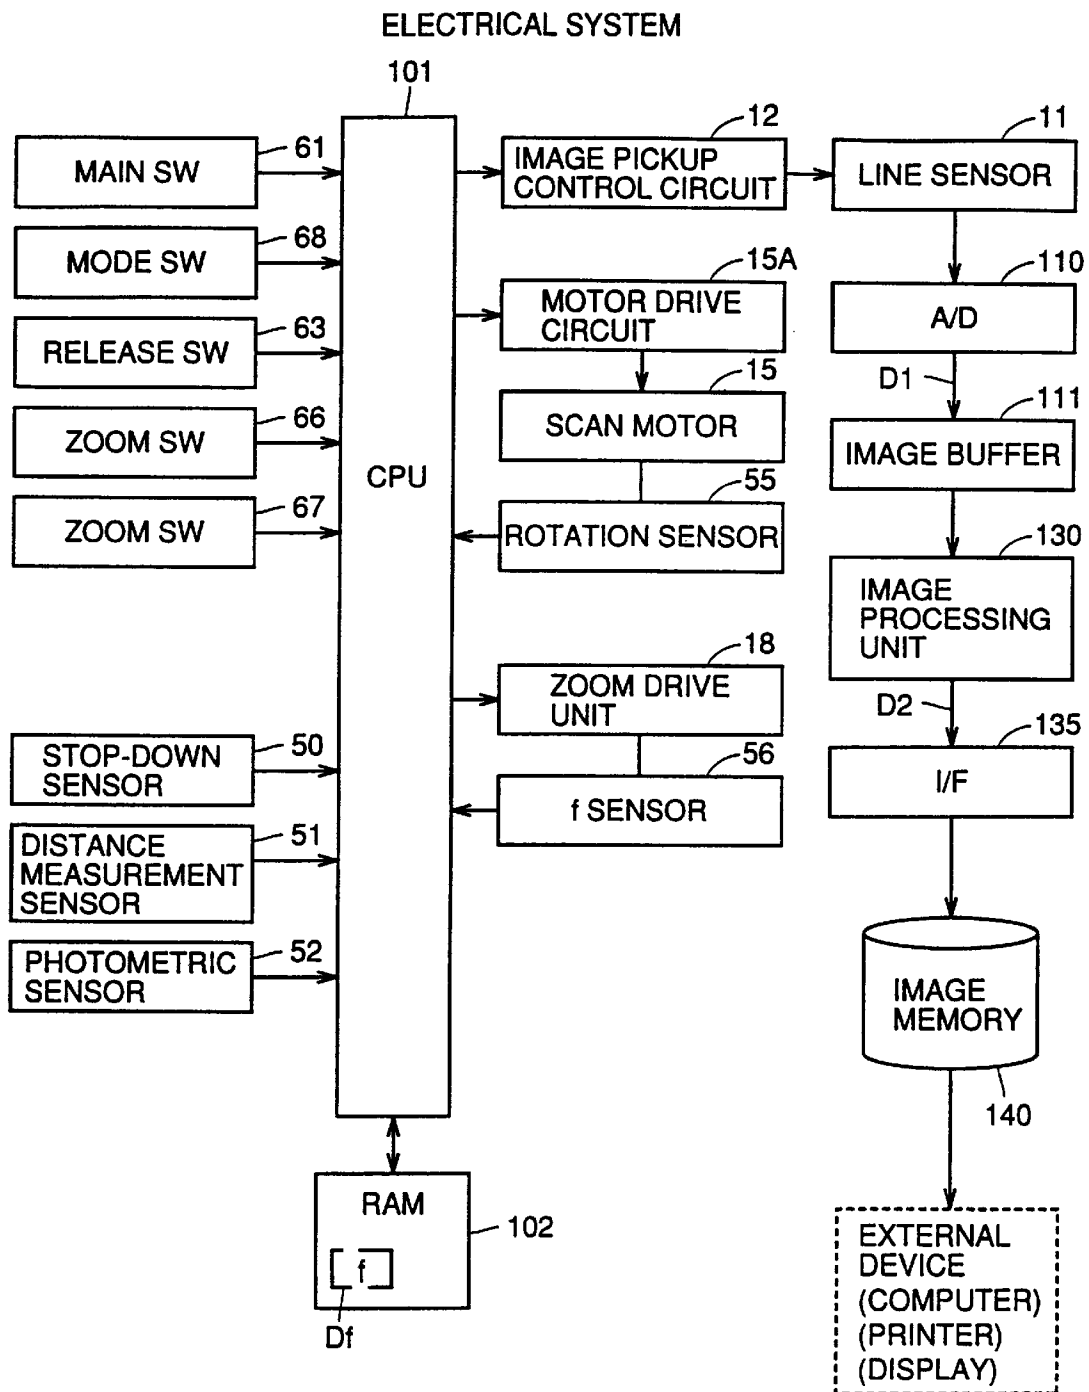 ELECTRICAL SYSTEM
101
MAIN SW
61
MODE SW
68
RELEASE SW
63
ZOOM SW
66
ZOOM SW
67
STOP-DOWN
SENSOR
50
DISTANCE
MEASUREMENT
SENSOR
51
PHOTOMETRIC
SENSOR
52
CPU
RAM
f
Df
102
12
IMAGE PICKUP
CONTROL CIRCUIT
15A
MOTOR DRIVE
CIRCUIT
15
SCAN MOTOR
55
ROTATION SENSOR
18
ZOOM DRIVE
UNIT
56
f SENSOR
11
LINE SENSOR
110
A/D
D1
111
IMAGE BUFFER
130
IMAGE
PROCESSING
UNIT
D2
135
I/F
IMAGE
MEMORY
140
EXTERNAL
DEVICE
(COMPUTER)
(PRINTER)
(DISPLAY)